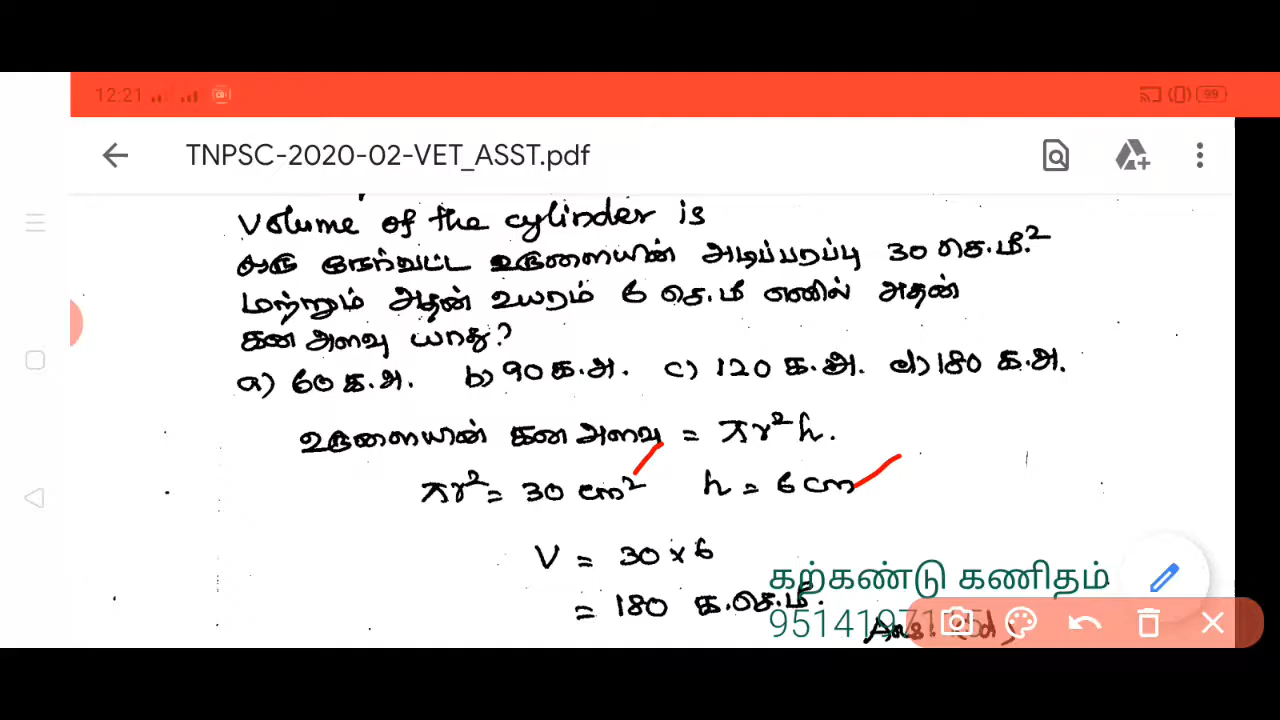 12:21
99
TNPSC-2020-02-VET_ASST.pdf
Volume of the cylinder is
ஒரு நேர்வட்ட உருளையின் அடிப்பரப்பு 30 செ.மீ.²
மற்றும் அதன் உயரம் 6 செ.மீ எனில் அதன்
கன அளவு யாது?
a) 60 க.அ. b) 90 க.அ. c) 120 க.அ. d) 180 க.அ.
உருளையின் கன அளவு = πr²h.
πr² = 30 cm² h = 6 cm
V = 30 × 6
= 180 க.செ.மீ.
கற்கண்டு கணிதம்
Ans: (d)